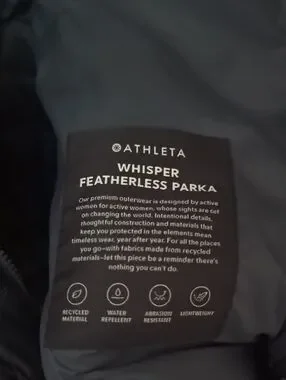 ATHLETA
WHISPER
FEATHERLESS PARKA
Our premium outerwear is designed by active
women for active women, whose sights are set
on changing the world. Intentional details,
thoughtful construction and materials that
keep you protected in the elements mean
timeless wear, year after year. For all the places
you go–with fabrics made from recycled
materials–let this piece be a reminder there's
nothing you can't do.
RECYCLED MATERIAL
WATER REPELLENT
ABRASION RESISTANT
LIGHTWEIGHT